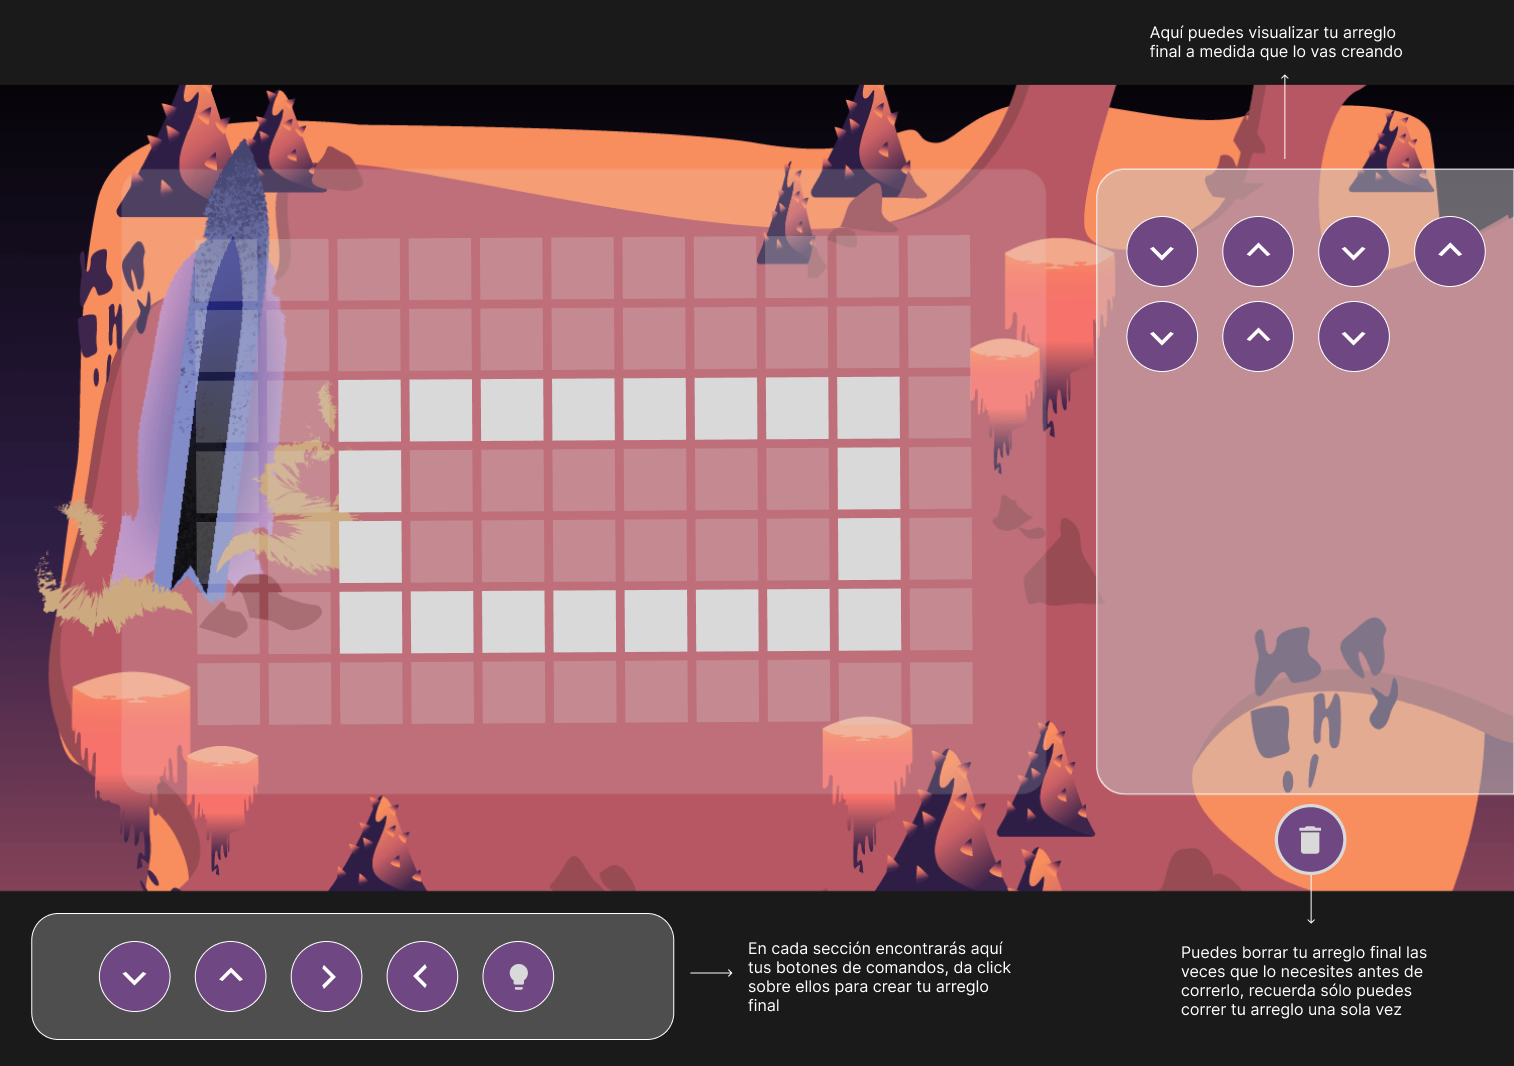 Aquí puedes visualizar tu arreglo
final a medida que lo vas creando
En cada sección encontrarás aquí
tus botones de comandos, da click
sobre ellos para crear tu arreglo
final
Puedes borrar tu arreglo final las
veces que lo necesites antes de
correrlo, recuerda sólo puedes
correr tu arreglo una sola vez